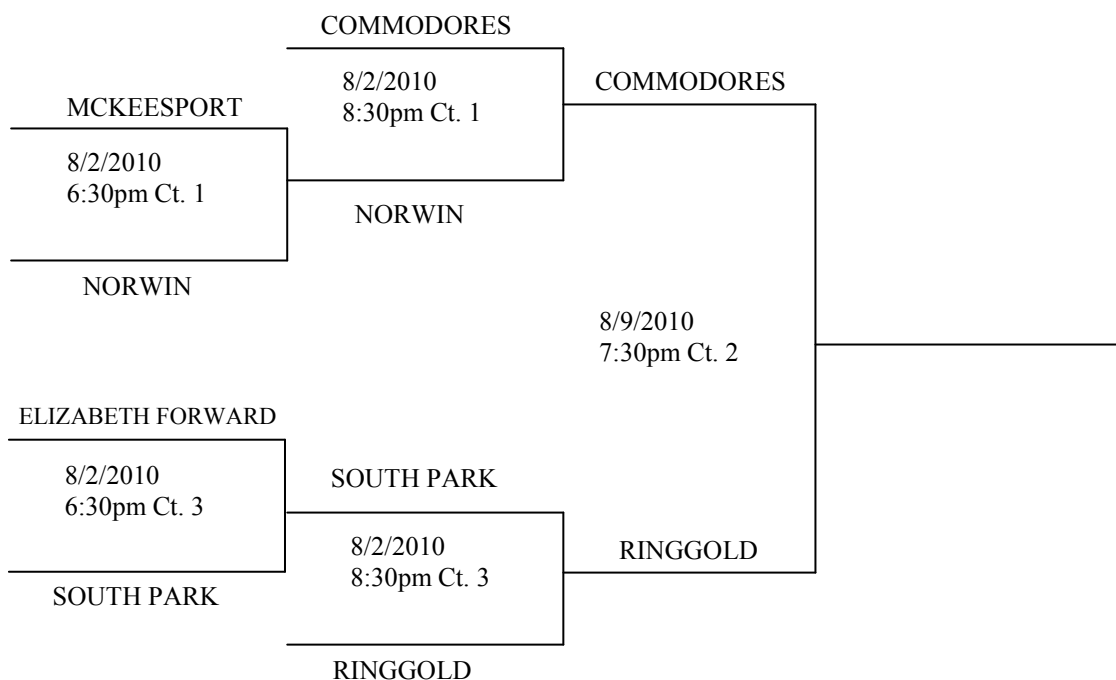 COMMODORES
8/2/2010
8:30pm Ct. 1
COMMODORES
MCKEESPORT
8/2/2010
6:30pm Ct. 1
NORWIN
NORWIN
8/9/2010
7:30pm Ct. 2
ELIZABETH FORWARD
8/2/2010
6:30pm Ct. 3
SOUTH PARK
SOUTH PARK
8/2/2010
8:30pm Ct. 3
RINGGOLD
RINGGOLD